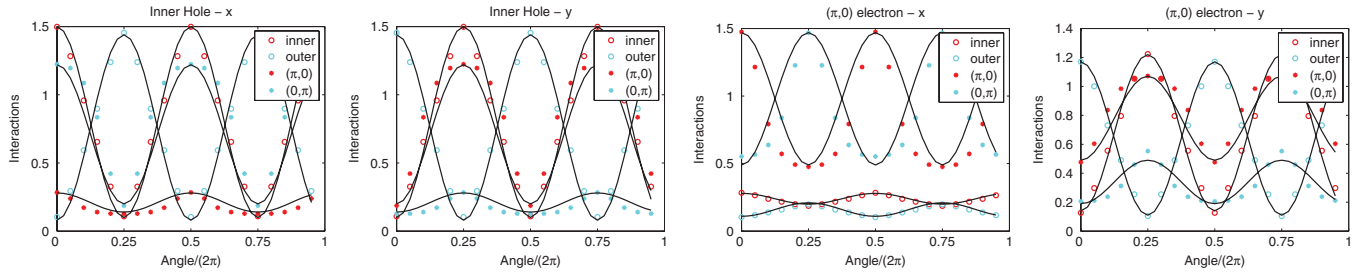 Inner Hole – x
1.5
1
0.5
0
Interactions
inner
outer
(π,0)
(0,π)
0 0.25 0.5 0.75 1
Angle/(2π)
Inner Hole – y
1.5
1
0.5
0
Interactions
inner
outer
(π,0)
(0,π)
0 0.25 0.5 0.75 1
Angle/(2π)
(π,0) electron – x
1.5
1
0.5
0
Interactions
inner
outer
(π,0)
(0,π)
0 0.25 0.5 0.75 1
Angle/(2π)
(π,0) electron – y
1.4
1.2
1
0.8
0.6
0.4
0.2
0
Interactions
inner
outer
(π,0)
(0,π)
0 0.25 0.5 0.75 1
Angle/(2π)